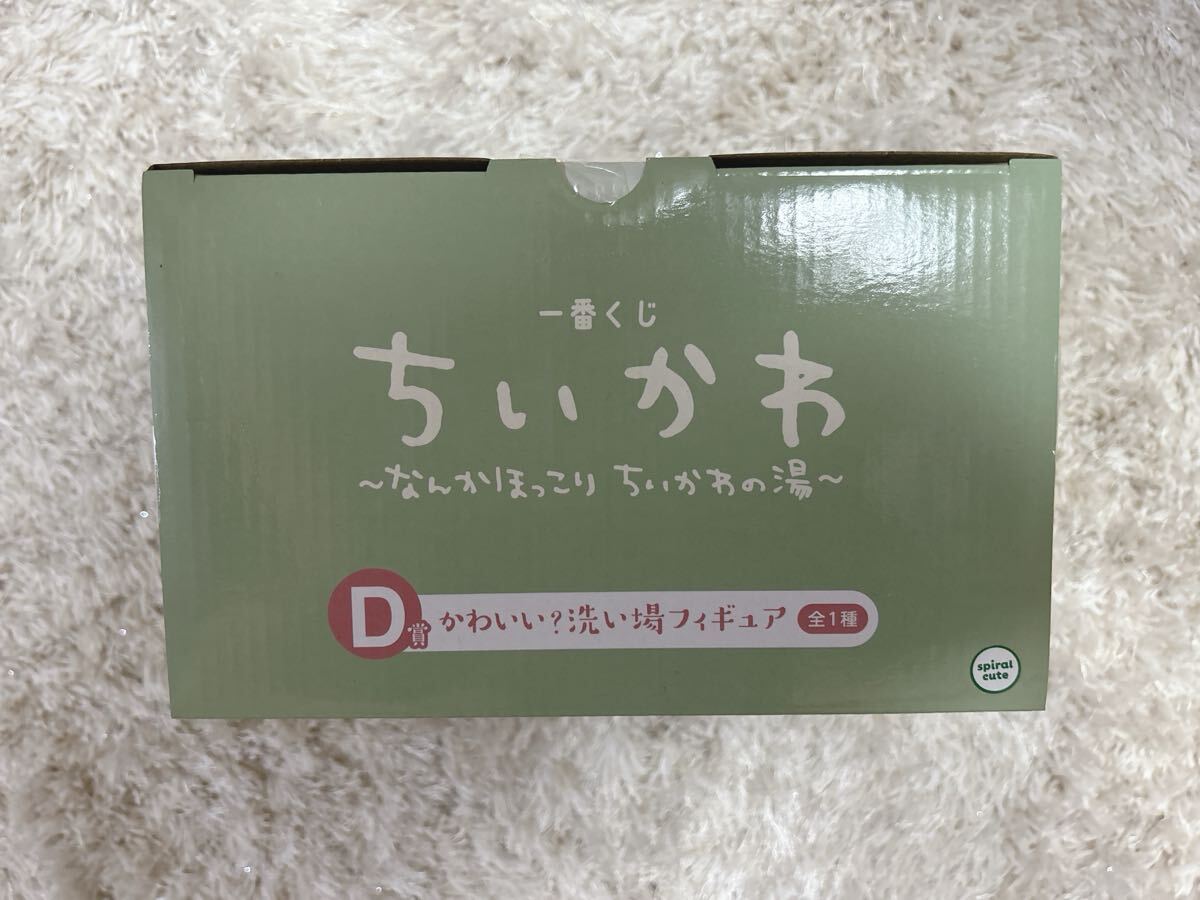 一番くじ
ちいかわ
～なんかほっこり ちいかわの湯～
D賞 かわいい?洗い場フィギュア 全1種
spiral
cute